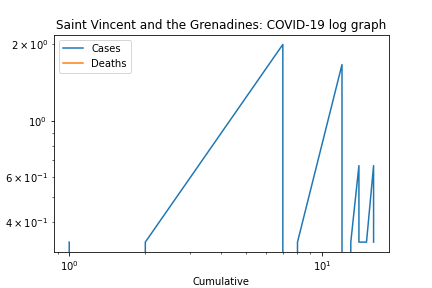 Saint Vincent and the Grenadines: COVID-19 log graph
Cases
Deaths
2 × 10⁰
10⁰
6 × 10⁻¹
4 × 10⁻¹
10⁰ 10¹
Cumulative